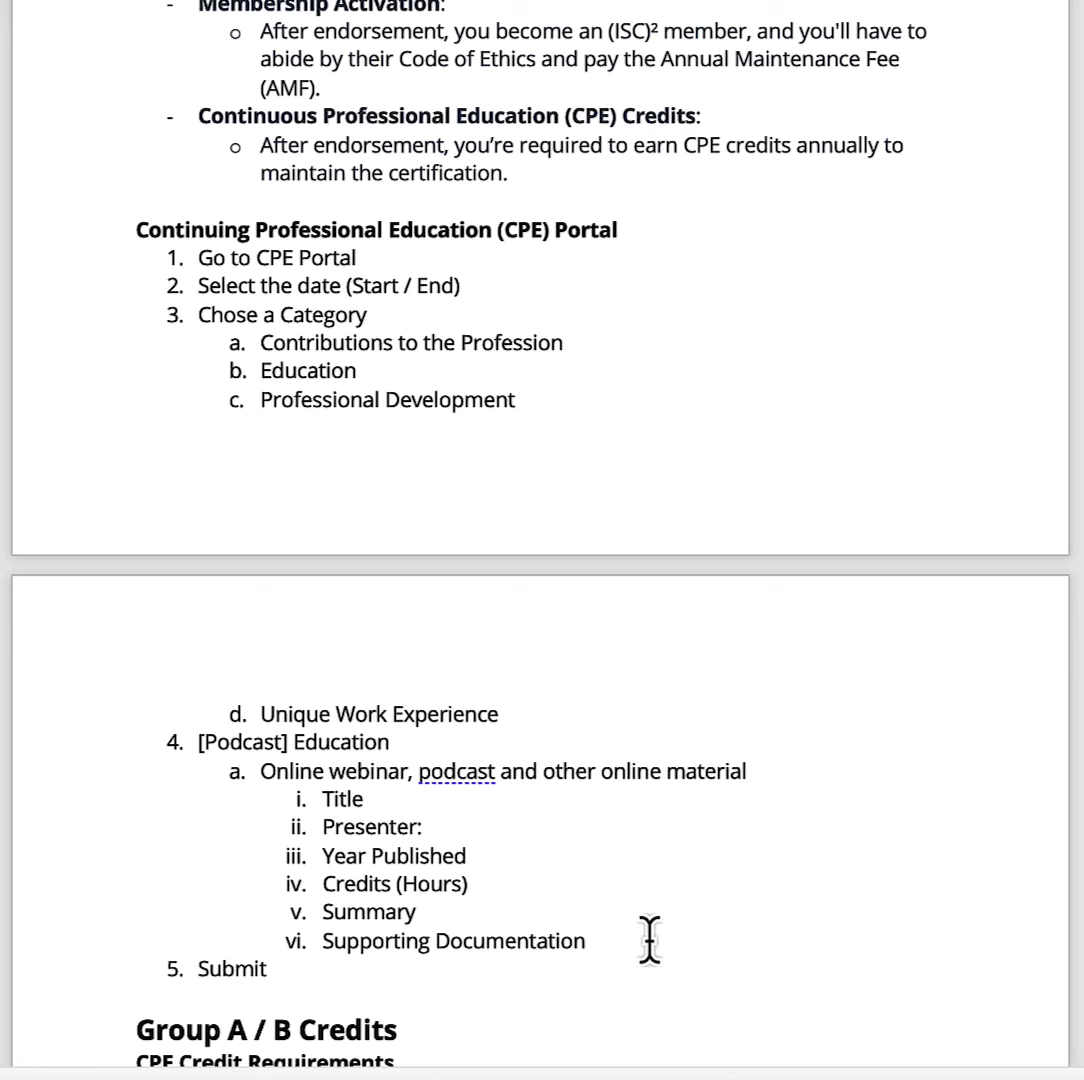 - Membership Activation:
o After endorsement, you become an (ISC)² member, and you'll have to
abide by their Code of Ethics and pay the Annual Maintenance Fee
(AMF).
- Continuous Professional Education (CPE) Credits:
o After endorsement, you’re required to earn CPE credits annually to
maintain the certification.
Continuing Professional Education (CPE) Portal
1. Go to CPE Portal
2. Select the date (Start / End)
3. Chose a Category
a. Contributions to the Profession
b. Education
c. Professional Development
d. Unique Work Experience
4. [Podcast] Education
a. Online webinar, podcast and other online material
i. Title
ii. Presenter:
iii. Year Published
iv. Credits (Hours)
v. Summary
vi. Supporting Documentation
5. Submit
Group A / B Credits
CPE Credit Requirements